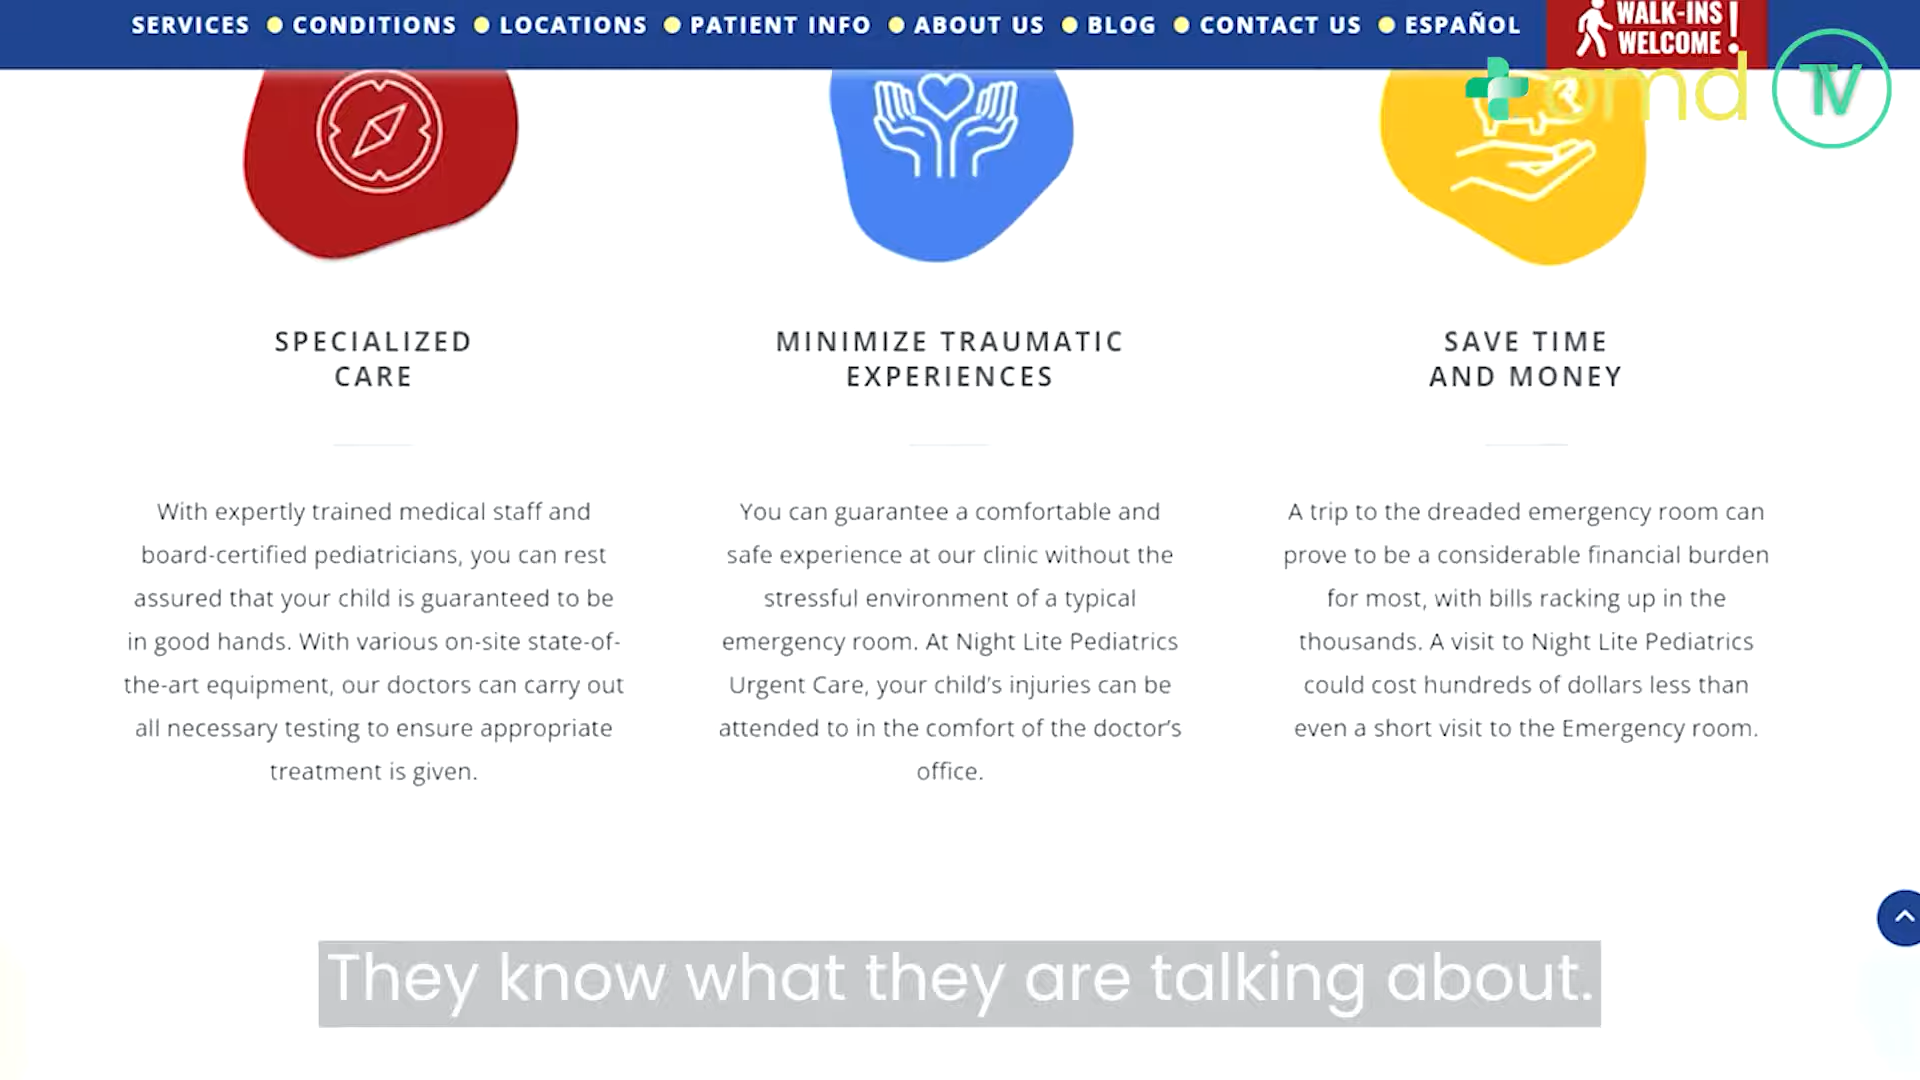 SERVICES CONDITIONS LOCATIONS PATIENT INFO ABOUT US BLOG CONTACT US ESPAÑOL
WALK-INS
WELCOME!
omd TV
SPECIALIZED
CARE
With expertly trained medical staff and
board-certified pediatricians, you can rest
assured that your child is guaranteed to be
in good hands. With various on-site state-of-
the-art equipment, our doctors can carry out
all necessary testing to ensure appropriate
treatment is given.
MINIMIZE TRAUMATIC
EXPERIENCES
You can guarantee a comfortable and
safe experience at our clinic without the
stressful environment of a typical
emergency room. At Night Lite Pediatrics
Urgent Care, your child's injuries can be
attended to in the comfort of the doctor's
office.
SAVE TIME
AND MONEY
A trip to the dreaded emergency room can
prove to be a considerable financial burden
for most, with bills racking up in the
thousands. A visit to Night Lite Pediatrics
could cost hundreds of dollars less than
even a short visit to the Emergency room.
They know what they are talking about.